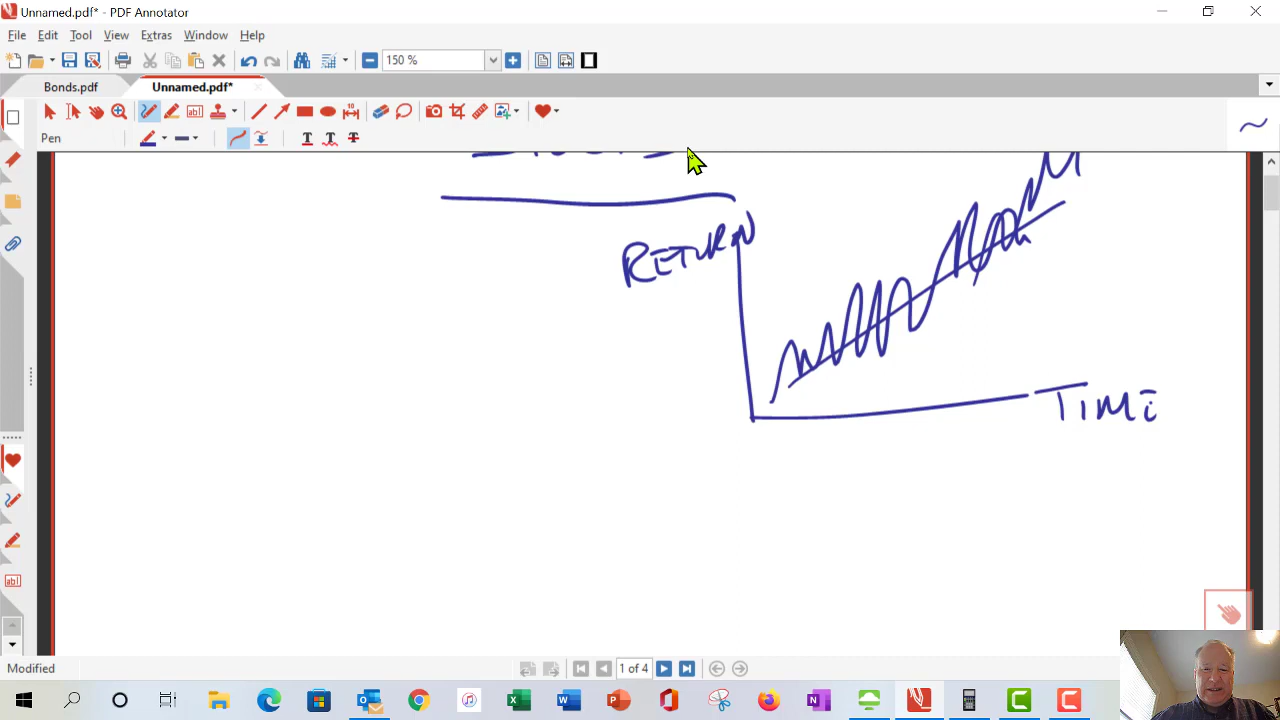 Unnamed.pdf* - PDF Annotator
File Edit Tool View Extras Window Help
150 %
Bonds.pdf Unnamed.pdf*
Pen
RETURN
TIME
Modified
1 of 4